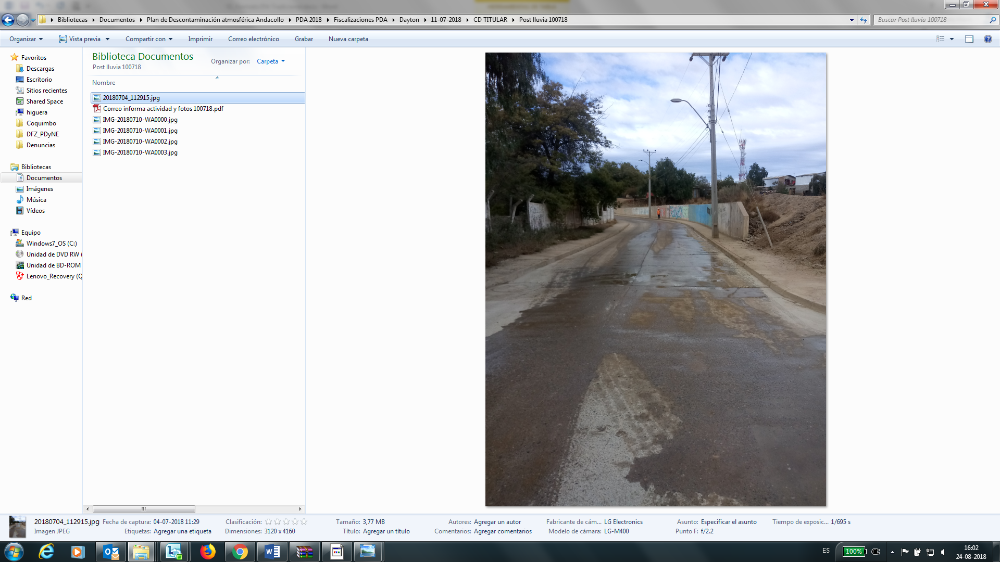 Bibliotecas Documentos Plan de Descontaminación atmosférica Andacollo PDA 2018 Fiscalizaciones PDA Dayton 11-07-2018 CD TITULAR Post lluvia 100718
Buscar Post lluvia 100718
Organizar Vista previa Compartir con Imprimir Correo electrónico Grabar Nueva carpeta
Favoritos
Descargas
Escritorio
Sitios recientes
Shared Space
higuera
Coquimbo
DFZ_PDyNE
Denuncias
Bibliotecas
Documentos
Imágenes
Música
Vídeos
Equipo
Windows7_OS (C:)
Unidad de DVD RW (
Unidad de BD-ROM
Lenovo_Recovery (Q
Red
Biblioteca Documentos
Post lluvia 100718
Organizar por: Carpeta
Nombre
20180704_112915.jpg
Correo informa actividad y fotos 100718.pdf
IMG-20180710-WA0000.jpg
IMG-20180710-WA0001.jpg
IMG-20180710-WA0002.jpg
IMG-20180710-WA0003.jpg
20180704_112915.jpg Fecha de captura: 04-07-2018 11:29 Clasificación: Tamaño: 3,77 MB Autores: Agregar un autor Fabricante de cám... LG Electronics Asunto: Especificar el asunto Tiempo de exposic... 1/695 s
Imagen JPEG Etiquetas: Agregar una etiqueta Dimensiones: 3120 x 4160 Título: Agregar un título Comentarios: Agregar comentarios Modelo de cámara: LG-M400 Punto F: f/2.2
ES 100% 16:02
24-08-2018